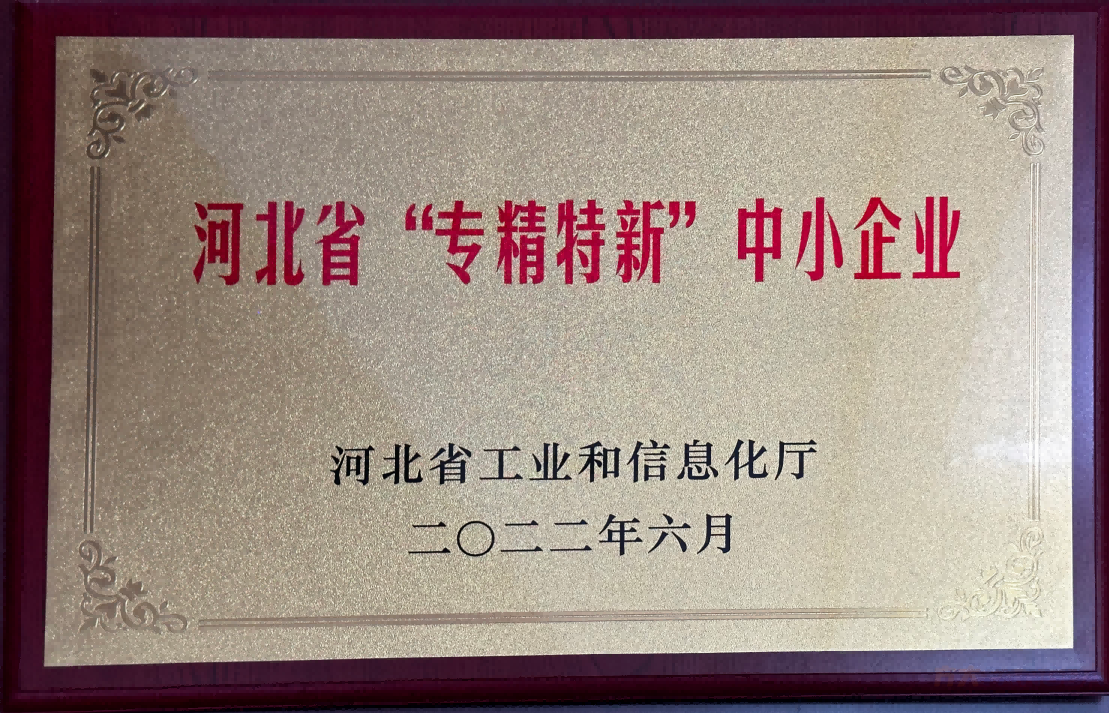 河北省“专精特新”中小企业
河北省工业和信息化厅
二〇二二年六月